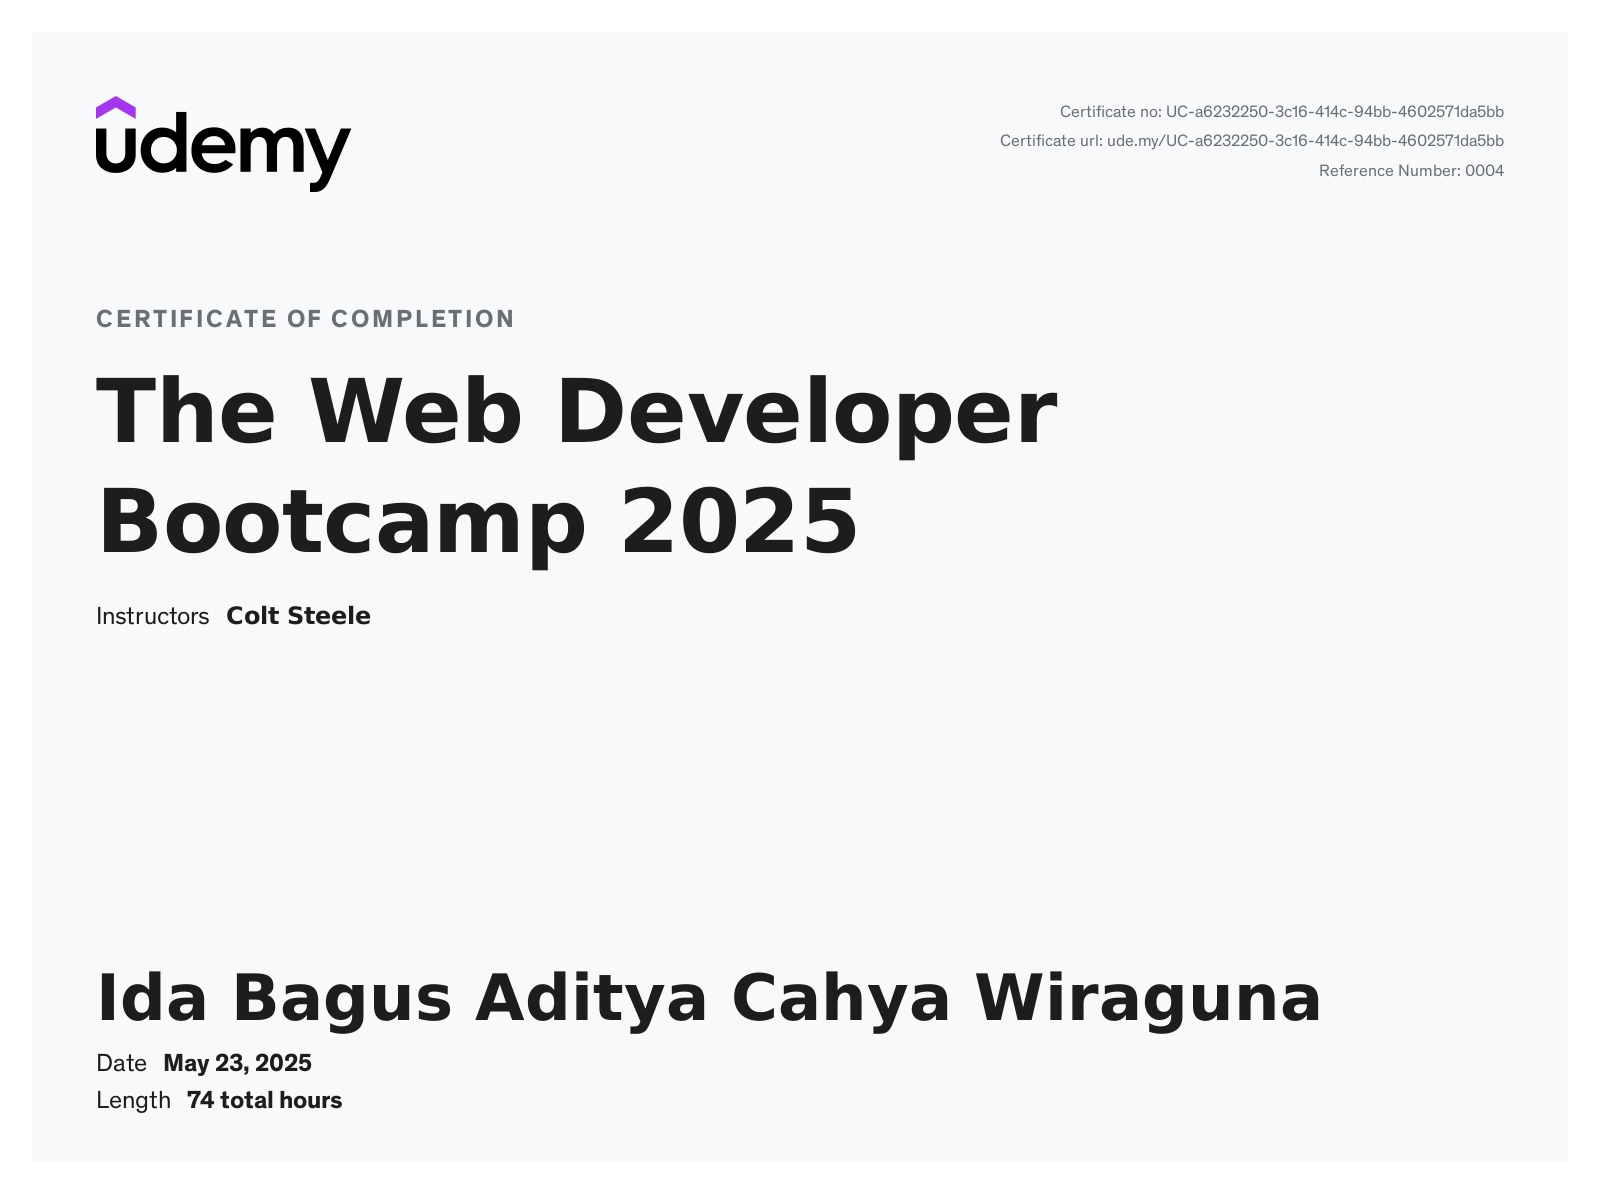 udemy
Certificate no: UC-a6232250-3c16-414c-94bb-4602571da5bb
Certificate url: ude.my/UC-a6232250-3c16-414c-94bb-4602571da5bb
Reference Number: 0004
CERTIFICATE OF COMPLETION
The Web Developer
Bootcamp 2025
Instructors Colt Steele
Ida Bagus Aditya Cahya Wiraguna
Date May 23, 2025
Length 74 total hours